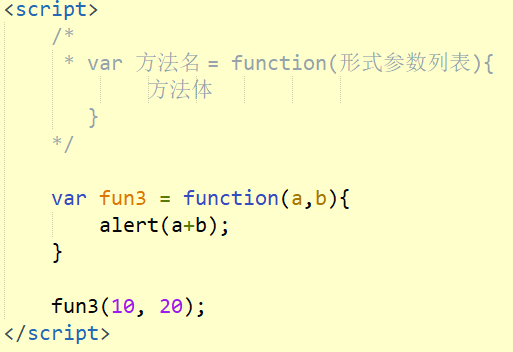 <script>
/*
* var 方法名 = function(形式参数列表){
方法体
}
*/
var fun3 = function(a,b){
alert(a+b);
}
fun3(10, 20);
</script>